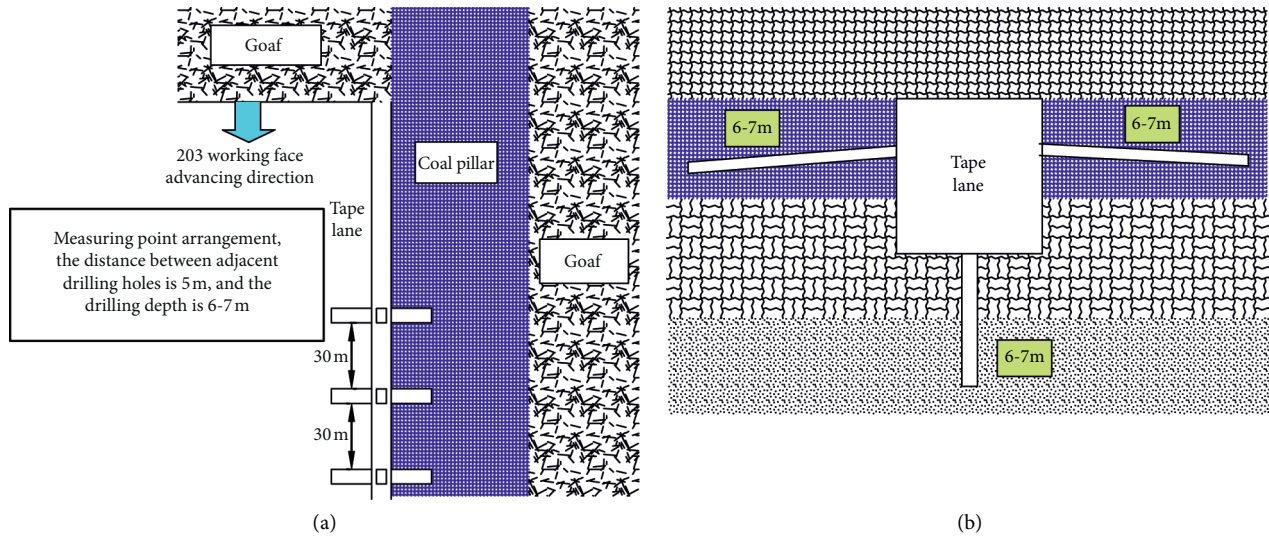 Goaf
203 working face
advancing direction
Coal pillar
Tape
lane
Measuring point arrangement,
the distance between adjacent
drilling holes is 5 m, and the
drilling depth is 6-7 m
Goaf
30 m
30 m
(a)
6-7m
6-7m
Tape
lane
6-7m
(b)